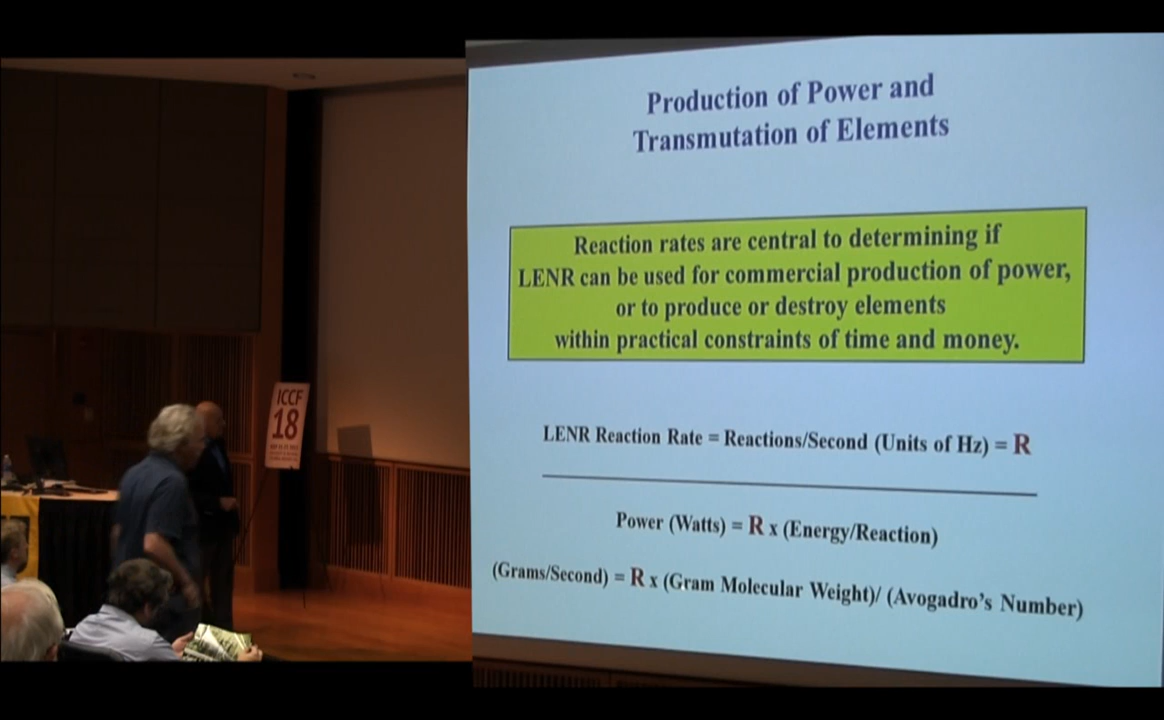 Production of Power and
Transmutation of Elements
Reaction rates are central to determining if
LENR can be used for commercial production of power,
or to produce or destroy elements
within practical constraints of time and money.
LENR Reaction Rate = Reactions/Second (Units of Hz) = R
Power (Watts) = R x (Energy/Reaction)
(Grams/Second) = R x (Gram Molecular Weight)/ (Avogadro's Number)
ICCF
18